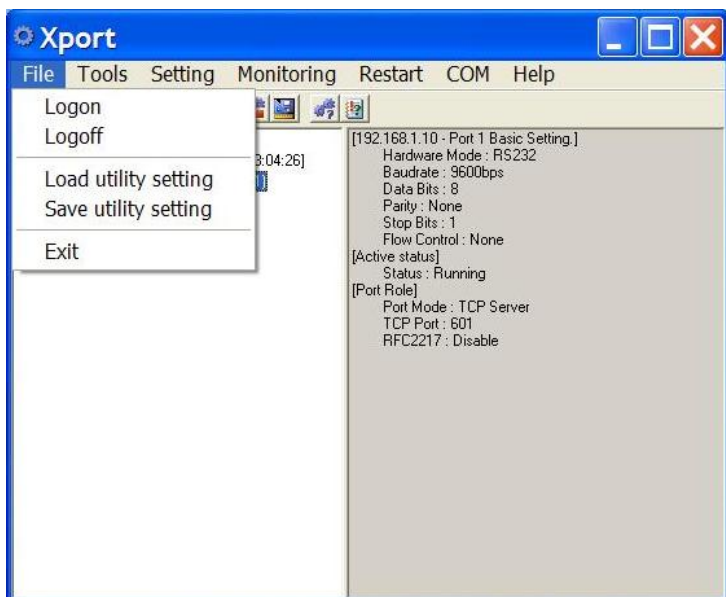 Xport
File Tools Setting Monitoring Restart COM Help
Logon
Logoff
Load utility setting
Save utility setting
Exit
3:04:26]
[192.168.1.10 - Port 1 Basic Setting.]
Hardware Mode : RS232
Baudrate : 9600bps
Data Bits : 8
Parity : None
Stop Bits : 1
Flow Control : None
[Active status]
Status : Running
[Port Role]
Port Mode : TCP Server
TCP Port : 601
RFC2217 : Disable